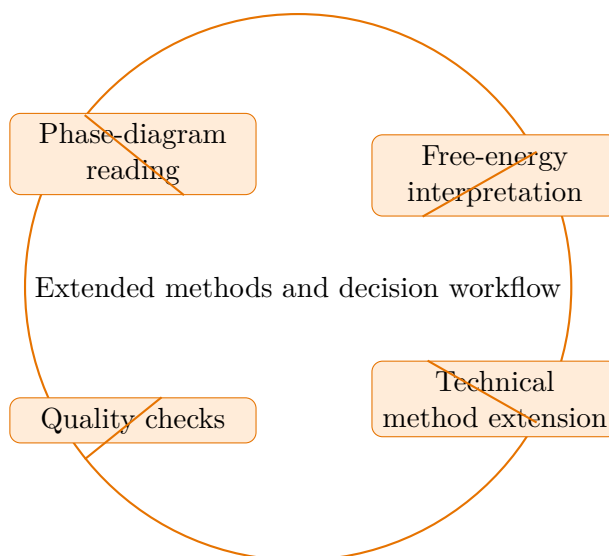 Phase-diagram
reading
Free-energy
interpretation
Extended methods and decision workflow
Quality checks
Technical
method extension